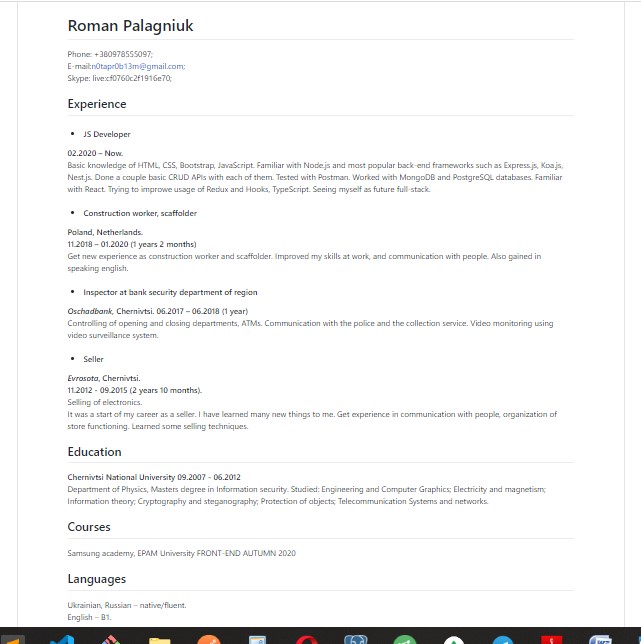 Roman Palagniuk
Phone: +380978555097;
E-mail:n0tapr0b13m@gmail.com;
Skype: live:cf0760c2f1916e70;
Experience
• JS Developer
02.2020 – Now.
Basic knowledge of HTML, CSS, Bootstrap, JavaScript. Familiar with Node.js and most popular back-end frameworks such as Express.js, Koa.js,
Nest.js. Done a couple basic CRUD APIs with each of them. Tested with Postman. Worked with MongoDB and PostgreSQL databases. Familiar
with React. Trying to improve usage of Redux and Hooks, TypeScript. Seeing myself as future full-stack.
• Construction worker, scaffolder
Poland, Netherlands.
11.2018 – 01.2020 (1 years 2 months)
Get new experience as construction worker and scaffolder. Improved my skills at work, and communication with people. Also gained in
speaking english.
• Inspector at bank security department of region
Oschadbank, Chernivtsi. 06.2017 – 06.2018 (1 year)
Controlling of opening and closing departments, ATMs. Communication with the police and the collection service. Video monitoring using
video surveillance system.
• Seller
Evrosota, Chernivtsi.
11.2012 - 09.2015 (2 years 10 months).
Selling of electronics.
It was a start of my career as a seller. I have learned many new things to me. Get experience in communication with people, organization of
store functioning. Learned some selling techniques.
Education
Chernivtsi National University 09.2007 - 06.2012
Department of Physics, Masters degree in Information security. Studied: Engineering and Computer Graphics; Electricity and magnetism;
Information theory; Cryptography and steganography; Protection of objects; Telecommunication Systems and networks.
Courses
Samsung academy, EPAM University FRONT-END AUTUMN 2020
Languages
Ukrainian, Russian – native/fluent.
English – B1.